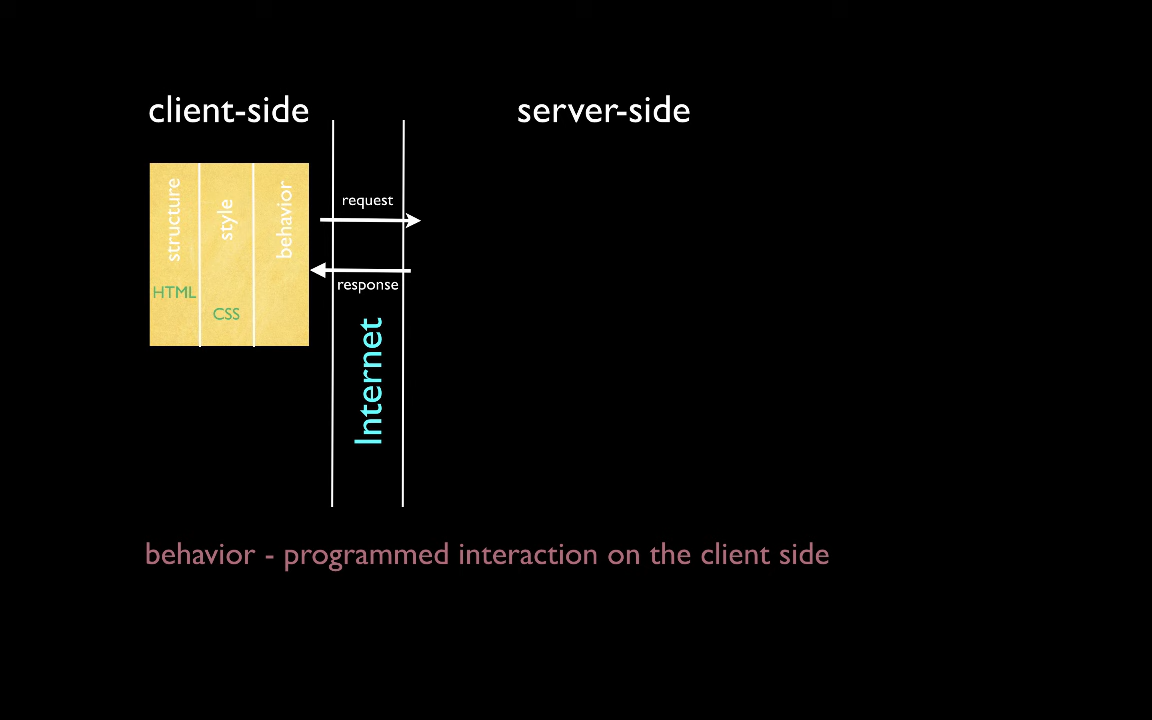 client-side
server-side
structure
style
behavior
HTML
CSS
request
response
Internet
behavior - programmed interaction on the client side